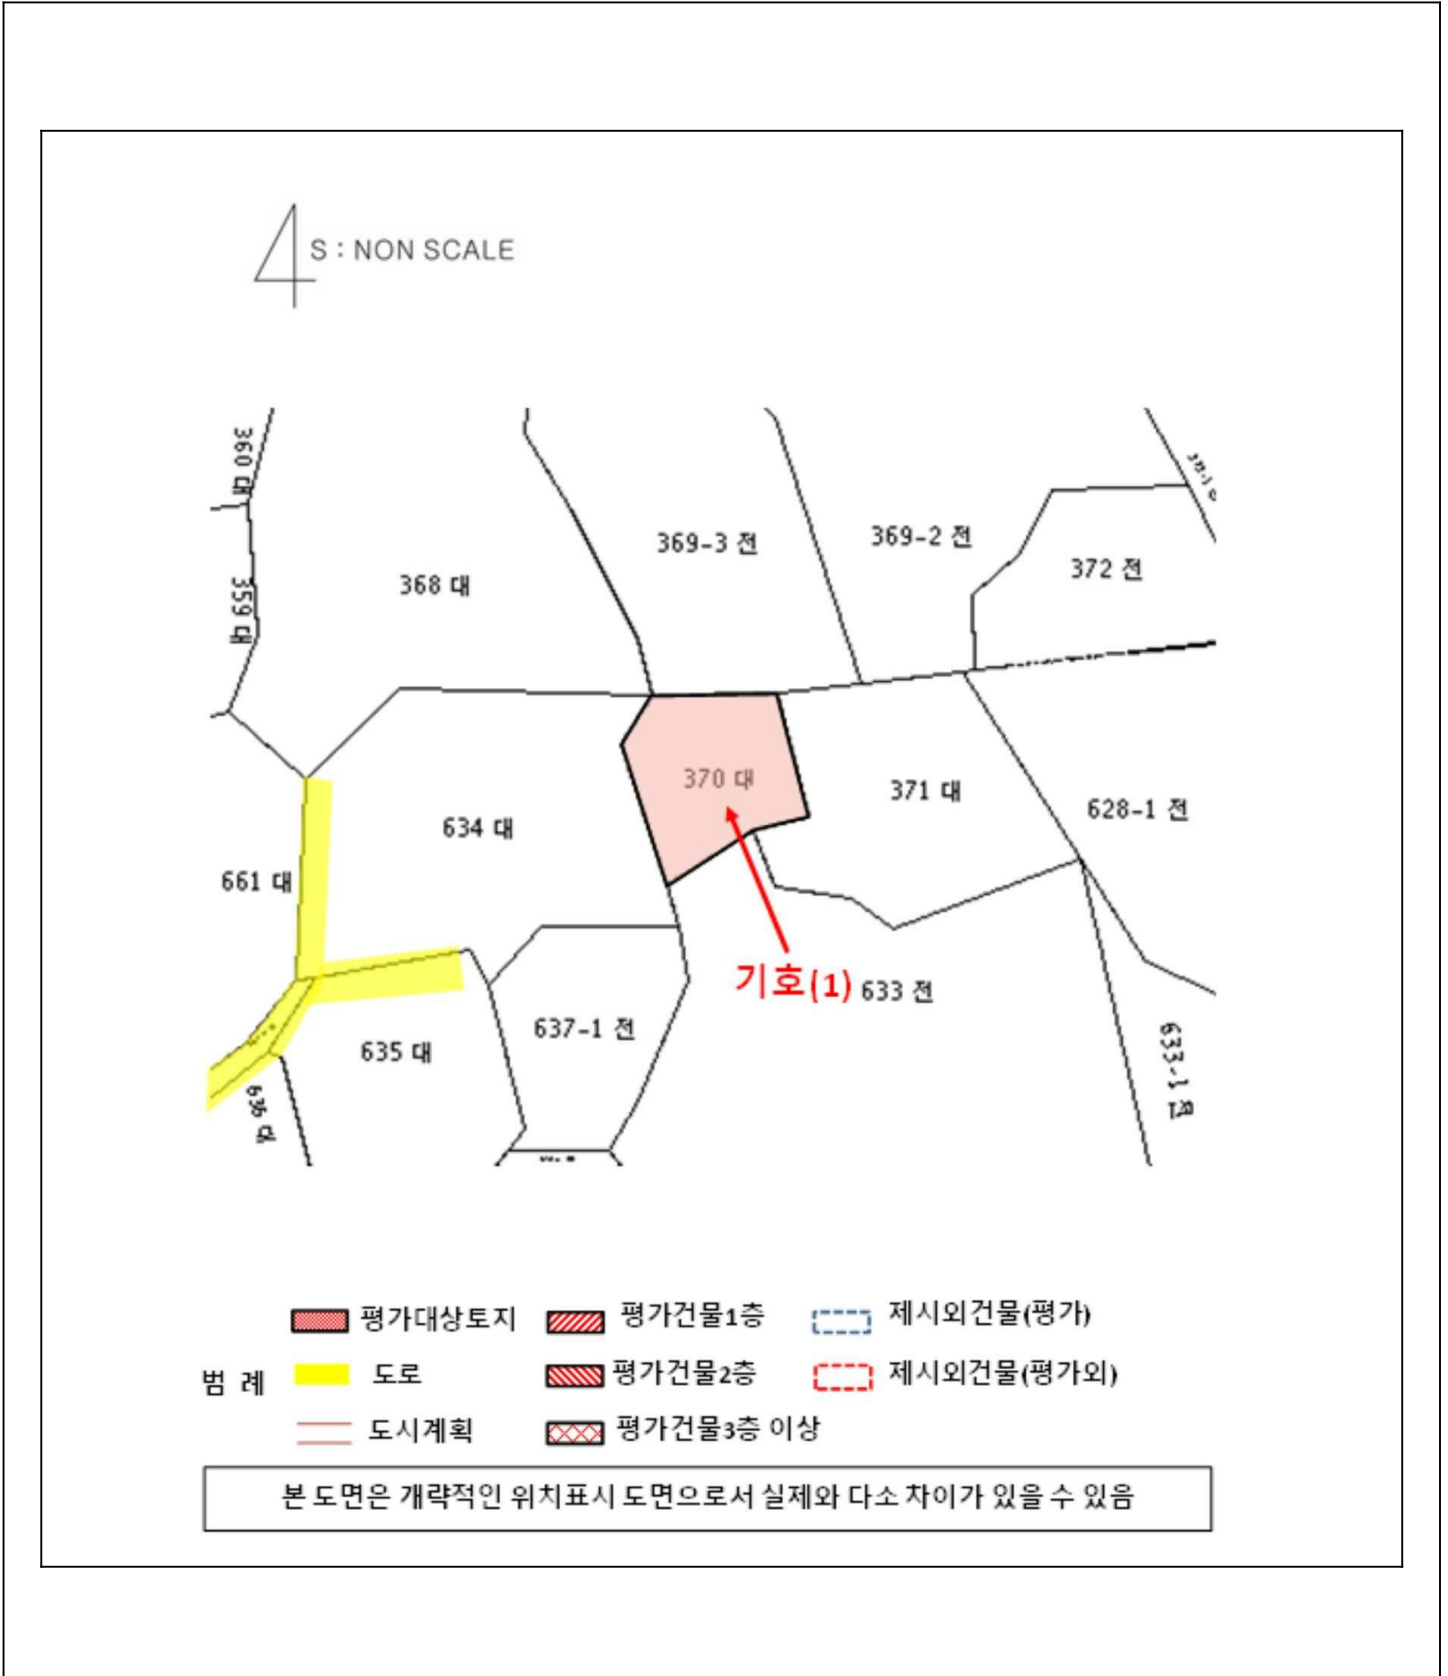 S : NON SCALE
360 대
359 대
368 대
369-3 전
369-2 전
372 전
370 대
371 대
628-1 전
634 대
661 대
기호(1)
633 전
637-1 전
635 대
636 대
633-1 전
평가대상토지
평가건물1층
제시외건물(평가)
범 례
도로
평가건물2층
제시외건물(평가외)
도시계획
평가건물3층 이상
본 도면은 개략적인 위치표시 도면으로서 실제와 다소 차이가 있을 수 있음